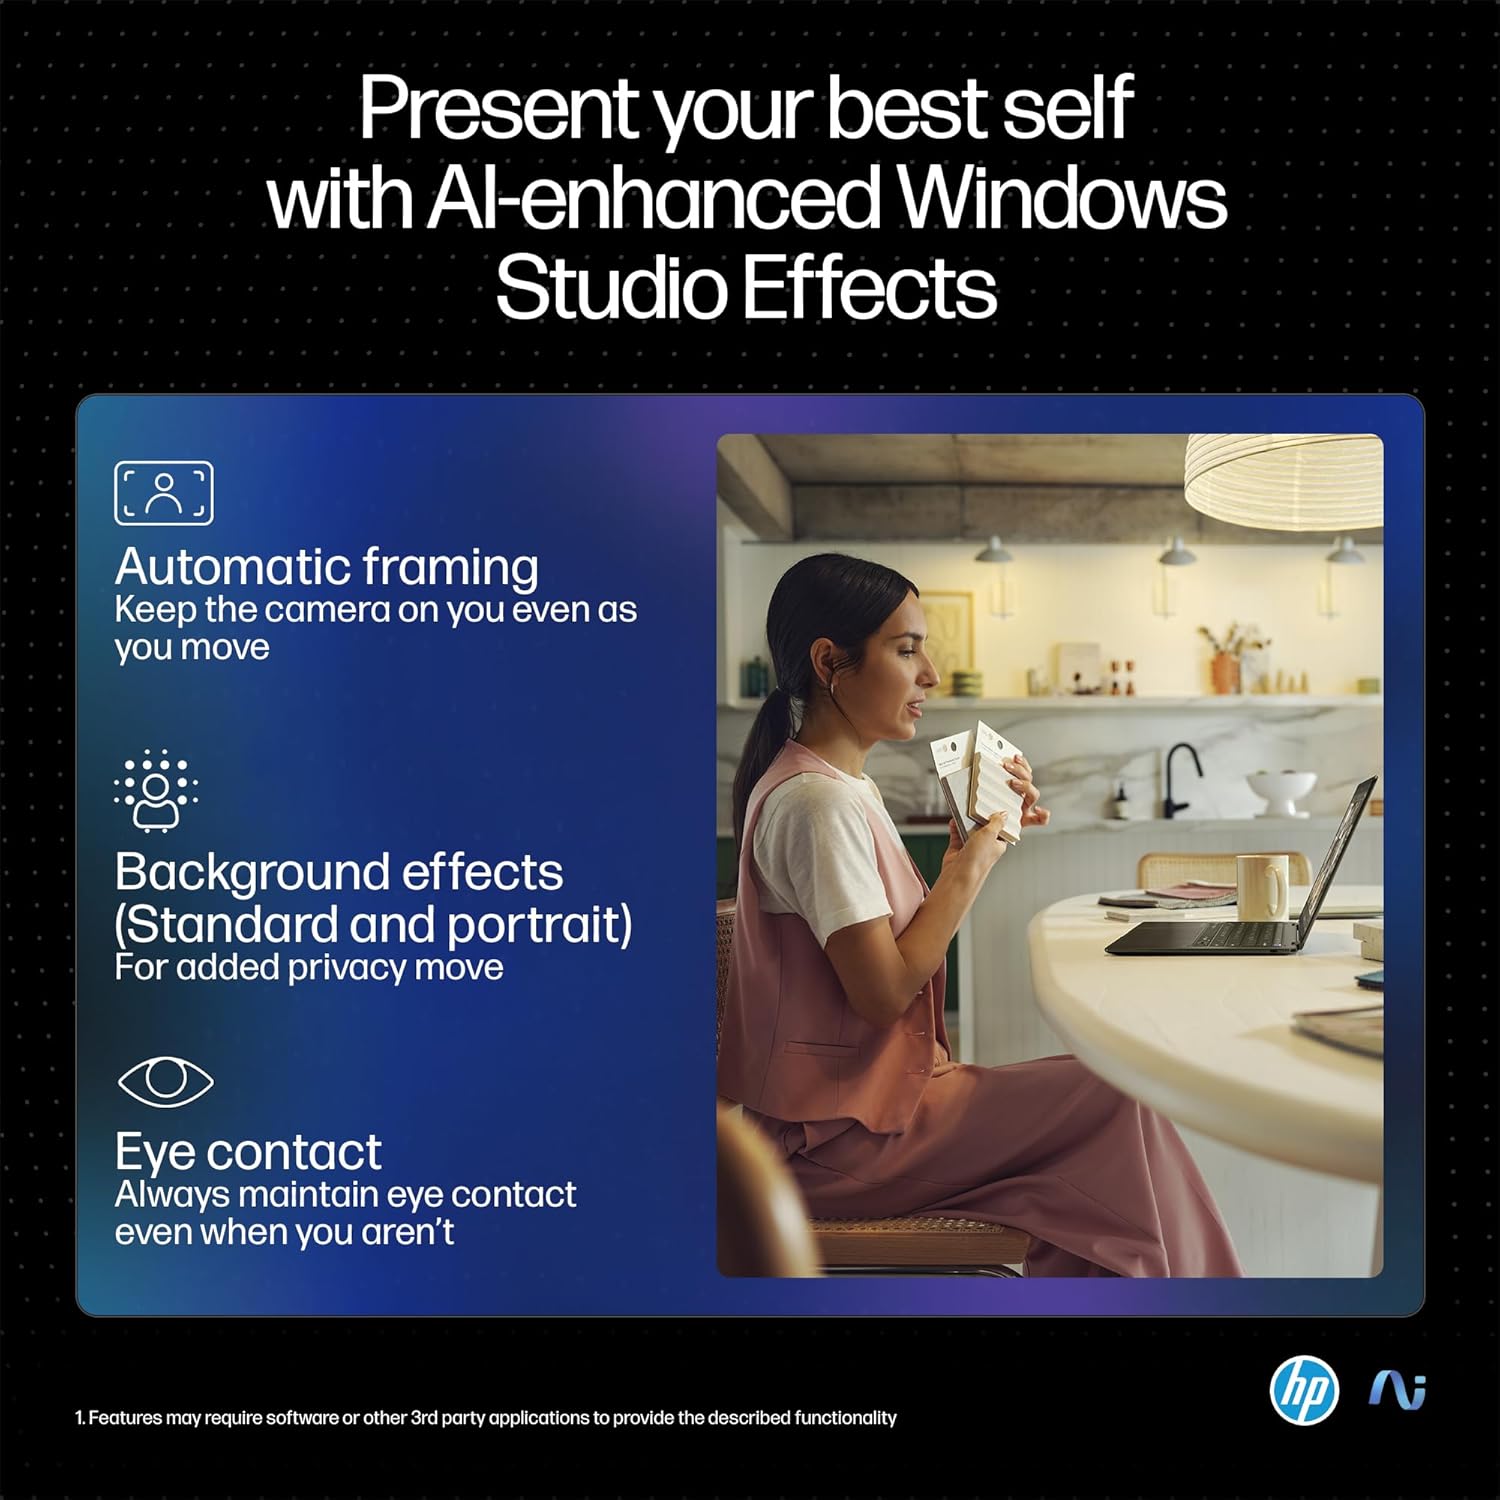 Present your best self
with AI-enhanced Windows
Studio Effects
Automatic framing
Keep the camera on you even as
you move
Background effects
(Standard and portrait)
For added privacy move
Eye contact
Always maintain eye contact
even when you aren't
hp
1. Features may require software or other 3rd party applications to provide the described functionality